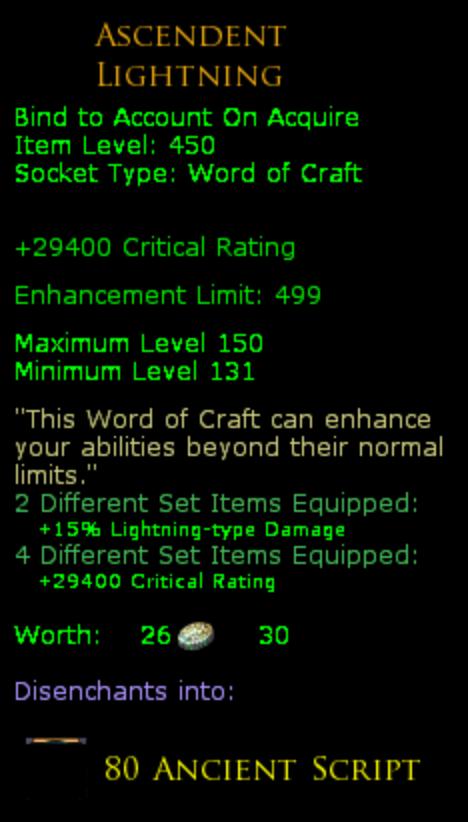 Ascendent
Lightning
Bind to Account On Acquire
Item Level: 450
Socket Type: Word of Craft
+29400 Critical Rating
Enhancement Limit: 499
Maximum Level 150
Minimum Level 131
"This Word of Craft can enhance
your abilities beyond their normal
limits."
2 Different Set Items Equipped:
+15% Lightning-type Damage
4 Different Set Items Equipped:
+29400 Critical Rating
Worth: 26 30
Disenchants into:
80 Ancient Script